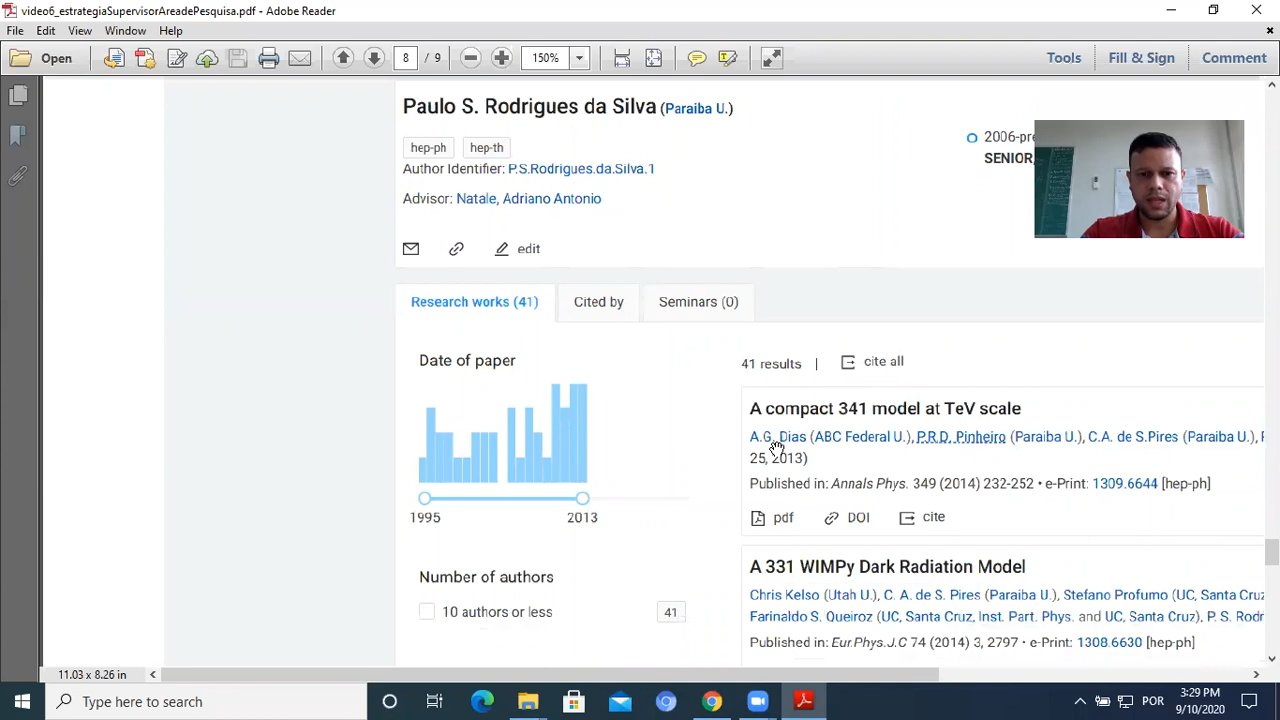 video6_estrategiaSupervisorAreadePesquisa.pdf - Adobe Reader
File Edit View Window Help
Open 8 / 9 150% Tools Fill & Sign Comment
Paulo S. Rodrigues da Silva (Paraiba U.)
hep-ph hep-th
2006-pre
SENIOR,
Author Identifier: P.S.Rodrigues.da.Silva.1
Advisor: Natale, Adriano Antonio
edit
Research works (41) Cited by Seminars (0)
Date of paper
1995 2013
Number of authors
10 authors or less 41
41 results | cite all
A compact 341 model at TeV scale
A.G. Dias (ABC Federal U.), P.R.D. Pinheiro (Paraiba U.), C.A. de S.Pires (Paraiba U.),
25, 2013)
Published in: Annals Phys. 349 (2014) 232-252 • e-Print: 1309.6644 [hep-ph]
pdf DOI cite
A 331 WIMPy Dark Radiation Model
Chris Kelso (Utah U.), C. A. de S. Pires (Paraiba U.), Stefano Profumo (UC, Santa Cruz
Farinaldo S. Queiroz (UC, Santa Cruz, Inst. Part. Phys. and UC, Santa Cruz), P. S. Rodr
Published in: Eur.Phys.J.C 74 (2014) 3, 2797 • e-Print: 1308.6630 [hep-ph]
11.03 x 8.26 in
Type here to search
POR
3:29 PM
9/10/2020